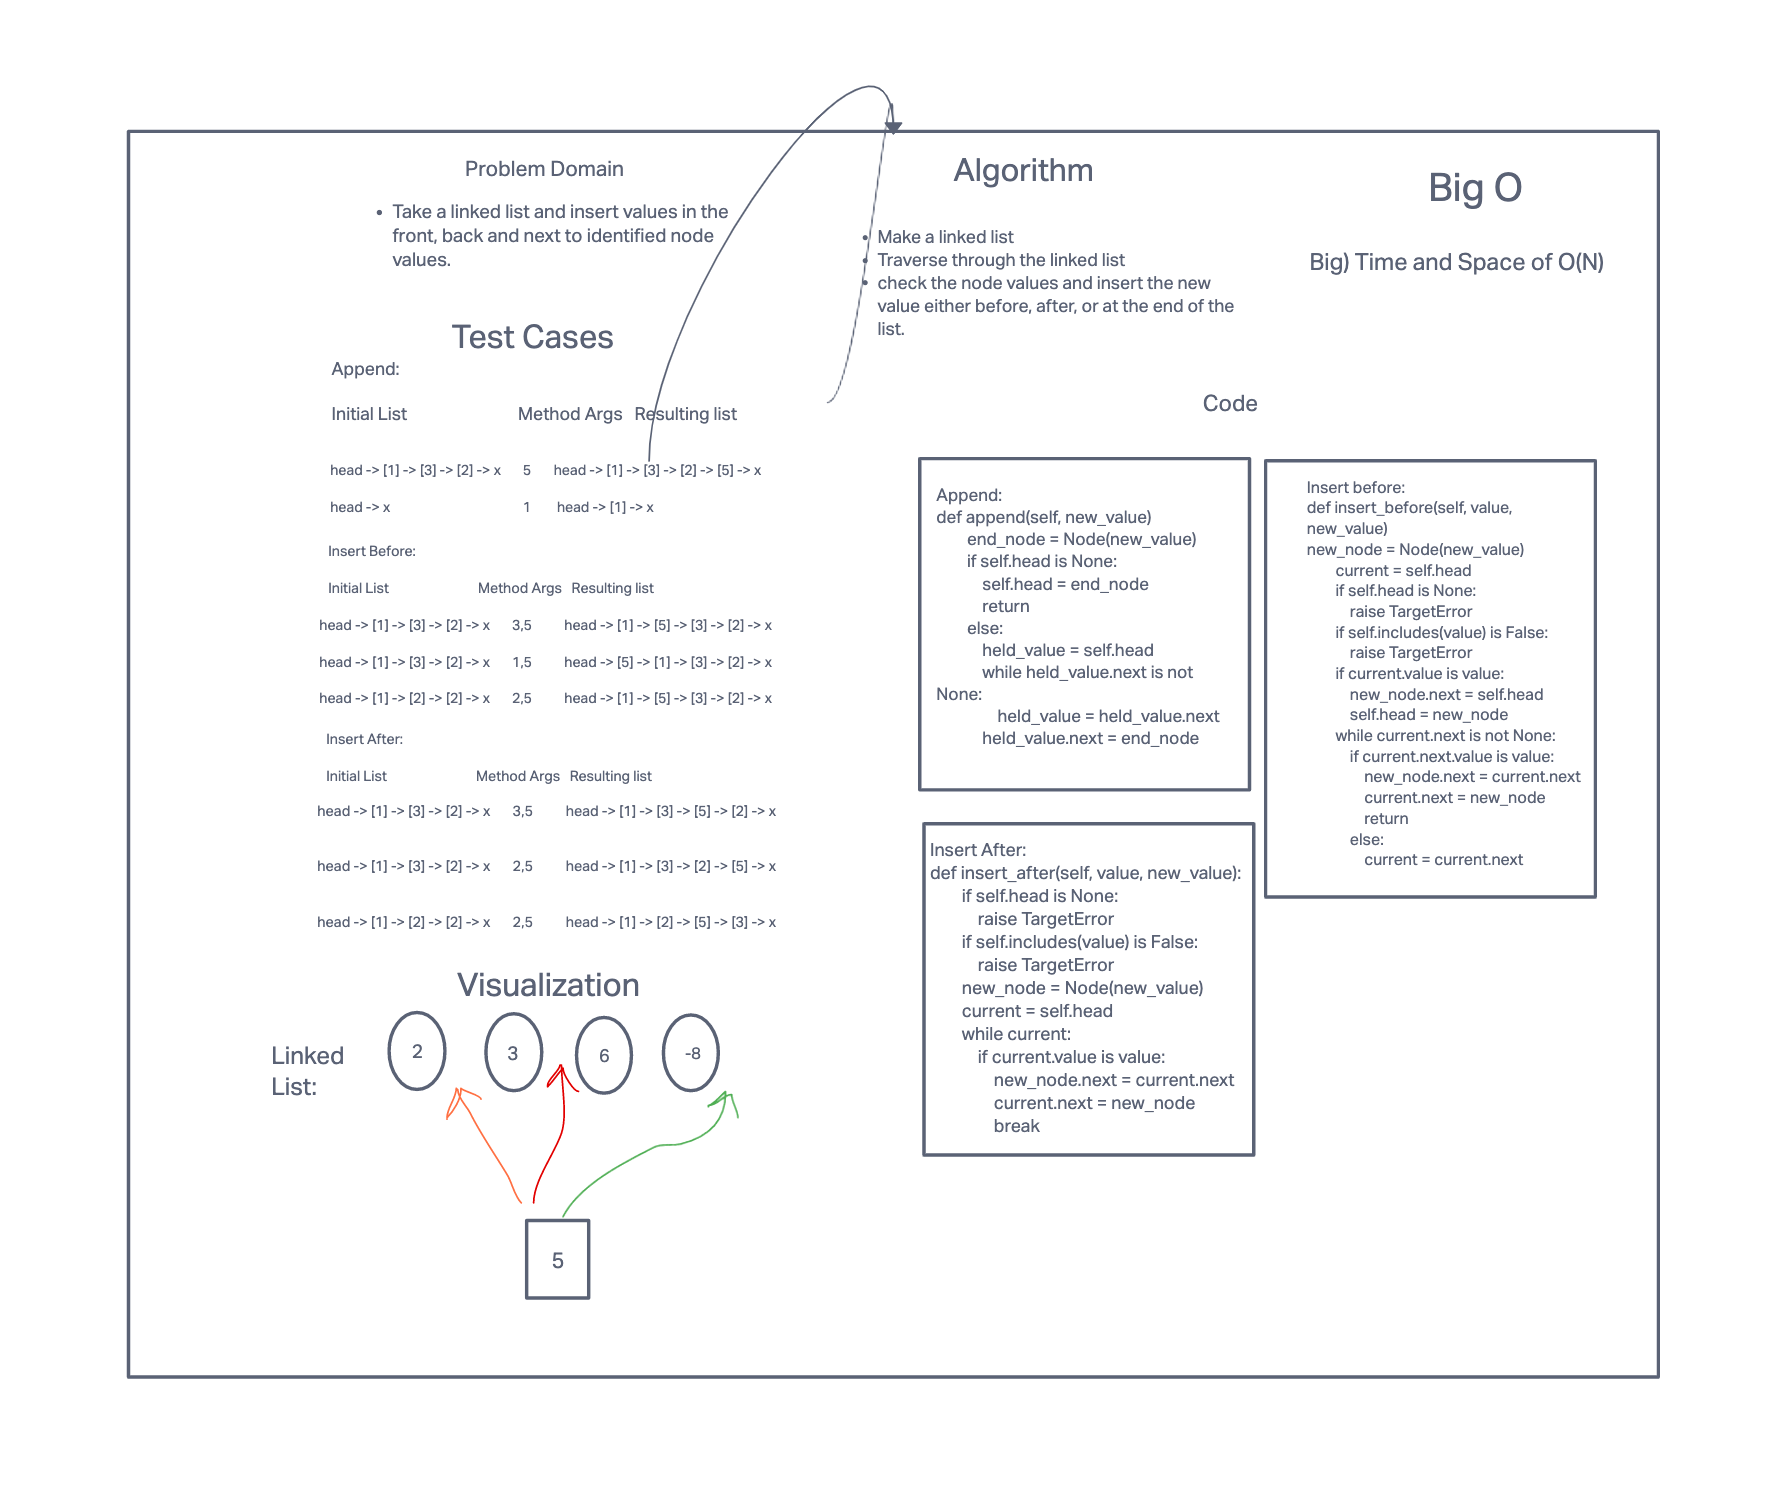 Problem Domain
• Take a linked list and insert values in the
front, back and next to identified node
values.
Test Cases
Append:
Initial List Method Args Resulting list
head -> [1] -> [3] -> [2] -> x 5 head -> [1] -> [3] -> [2] -> [5] -> x
head -> x 1 head -> [1] -> x
Insert Before:
Initial List Method Args Resulting list
head -> [1] -> [3] -> [2] -> x 3,5 head -> [1] -> [5] -> [3] -> [2] -> x
head -> [1] -> [3] -> [2] -> x 1,5 head -> [5] -> [1] -> [3] -> [2] -> x
head -> [1] -> [2] -> [2] -> x 2,5 head -> [1] -> [5] -> [3] -> [2] -> x
Insert After:
Initial List Method Args Resulting list
head -> [1] -> [3] -> [2] -> x 3,5 head -> [1] -> [3] -> [5] -> [2] -> x
head -> [1] -> [3] -> [2] -> x 2,5 head -> [1] -> [3] -> [2] -> [5] -> x
head -> [1] -> [2] -> [2] -> x 2,5 head -> [1] -> [2] -> [5] -> [3] -> x
Visualization
Linked
List:
2 3 6 -8
5
Algorithm
• Make a linked list
• Traverse through the linked list
• check the node values and insert the new
value either before, after, or at the end of the
list.
Big O
Big) Time and Space of O(N)
Code
Append:
def append(self, new_value)
end_node = Node(new_value)
if self.head is None:
self.head = end_node
return
else:
held_value = self.head
while held_value.next is not
None:
held_value = held_value.next
held_value.next = end_node
Insert before:
def insert_before(self, value,
new_value)
new_node = Node(new_value)
current = self.head
if self.head is None:
raise TargetError
if self.includes(value) is False:
raise TargetError
if current.value is value:
new_node.next = self.head
self.head = new_node
while current.next is not None:
if current.next.value is value:
new_node.next = current.next
current.next = new_node
return
else:
current = current.next
Insert After:
def insert_after(self, value, new_value):
if self.head is None:
raise TargetError
if self.includes(value) is False:
raise TargetError
new_node = Node(new_value)
current = self.head
while current:
if current.value is value:
new_node.next = current.next
current.next = new_node
break